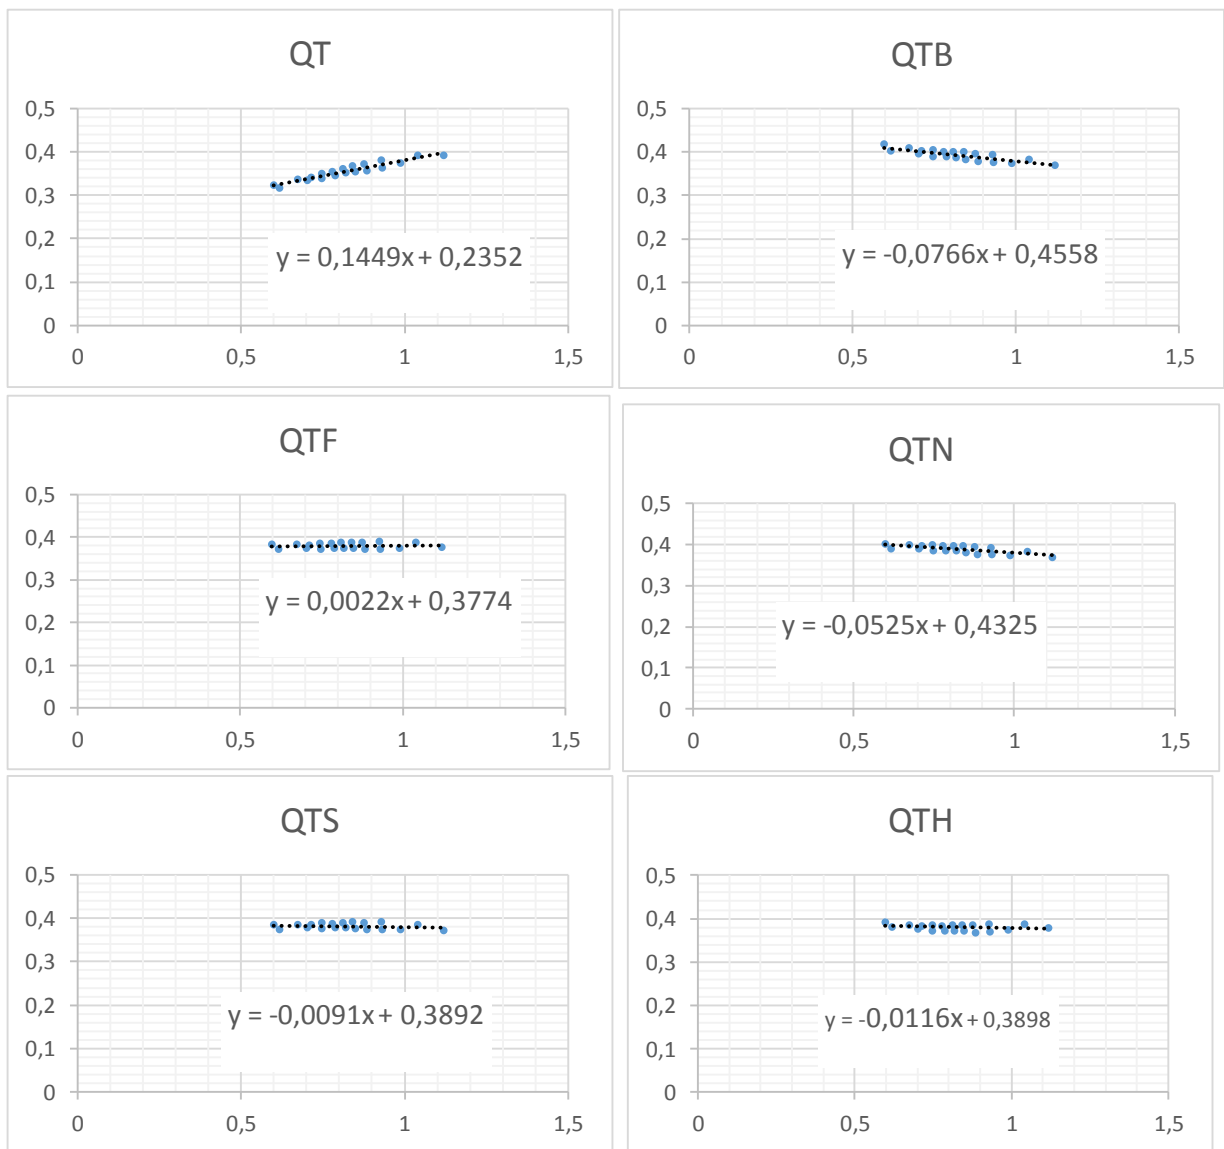 QT
0,5
0,4
0,3
0,2
0,1
0
y = 0,1449x + 0,2352
0 0,5 1 1,5
QTB
0,5
0,4
0,3
0,2
0,1
0
y = -0,0766x + 0,4558
0 0,5 1 1,5
QTF
0,5
0,4
0,3
0,2
0,1
0
y = 0,0022x + 0,3774
0 0,5 1 1,5
QTN
0,5
0,4
0,3
0,2
0,1
0
y = -0,0525x + 0,4325
0 0,5 1 1,5
QTS
0,5
0,4
0,3
0,2
0,1
0
y = -0,0091x + 0,3892
0 0,5 1 1,5
QTH
0,5
0,4
0,3
0,2
0,1
0
y = -0,0116x + 0,3898
0 0,5 1 1,5